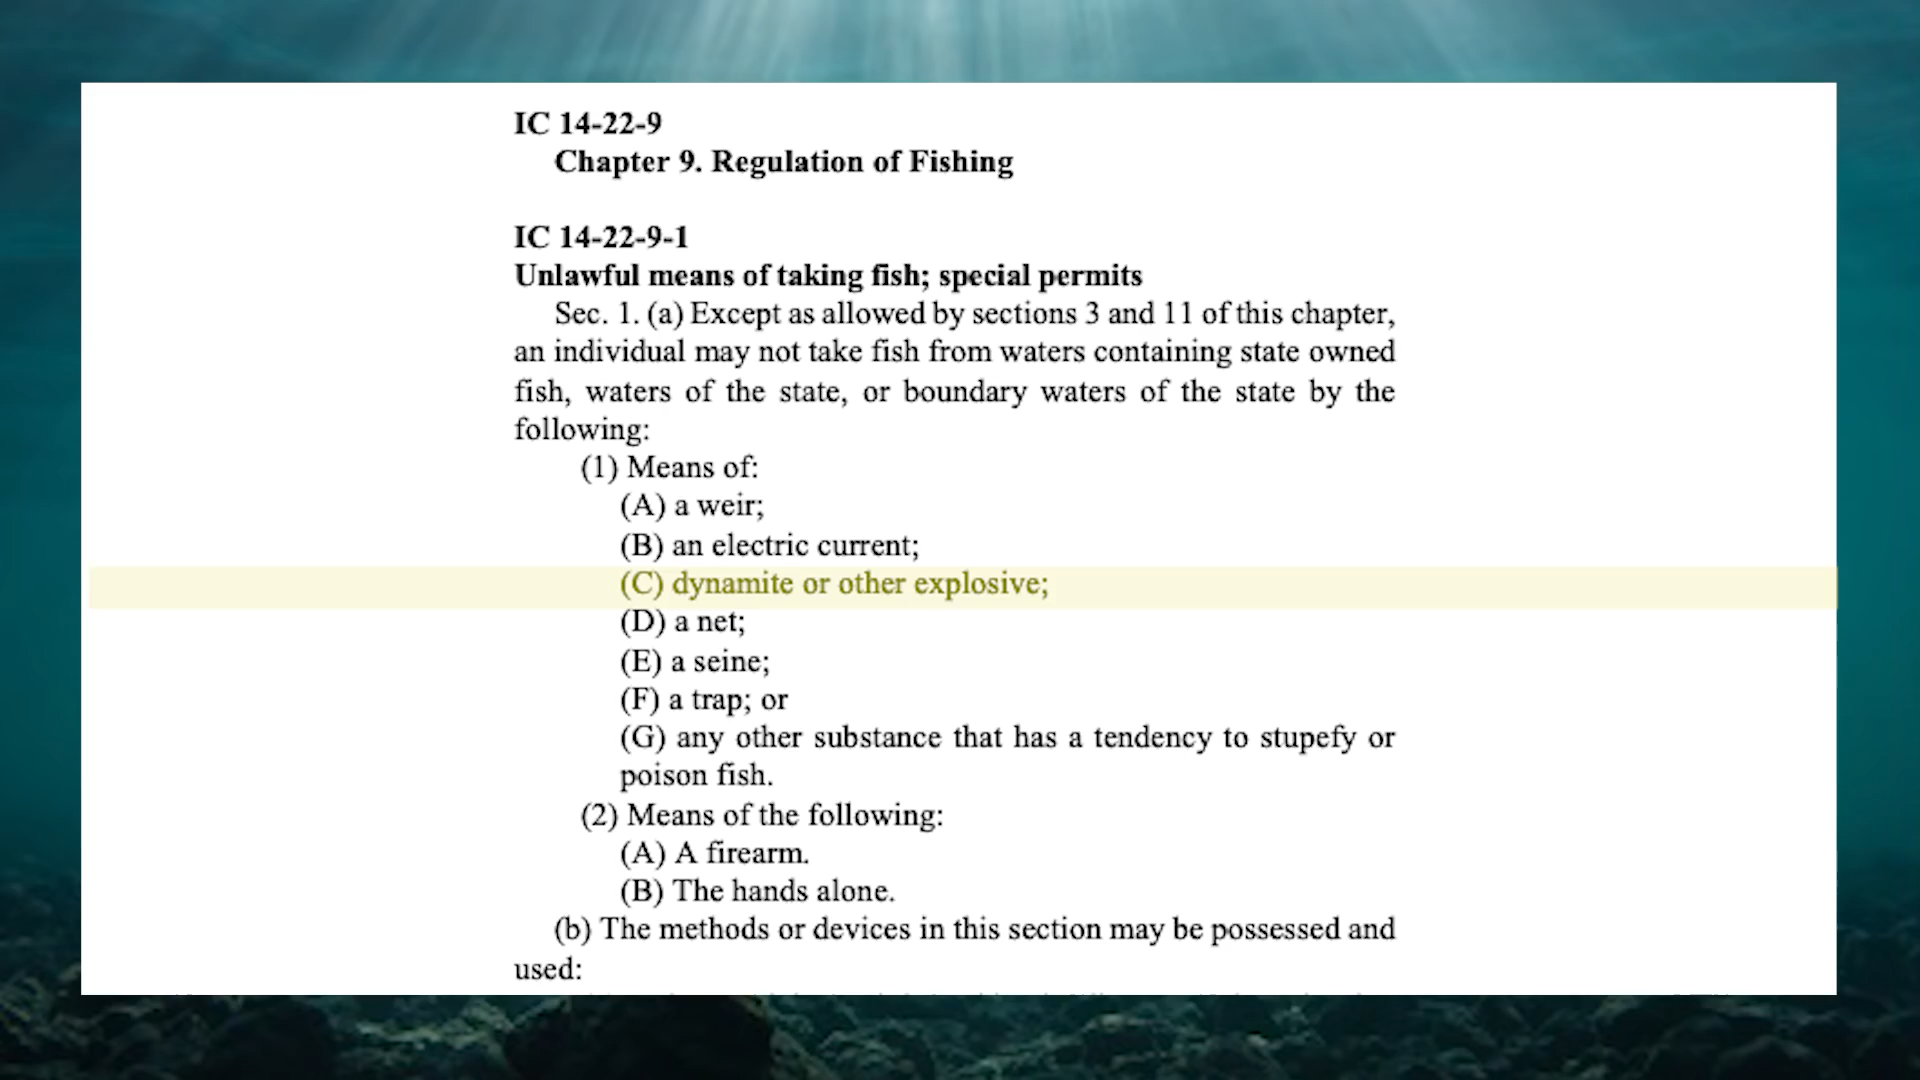 IC 14-22-9
Chapter 9. Regulation of Fishing
IC 14-22-9-1
Unlawful means of taking fish; special permits
Sec. 1. (a) Except as allowed by sections 3 and 11 of this chapter,
an individual may not take fish from waters containing state owned
fish, waters of the state, or boundary waters of the state by the
following:
(1) Means of:
(A) a weir;
(B) an electric current;
(C) dynamite or other explosive;
(D) a net;
(E) a seine;
(F) a trap; or
(G) any other substance that has a tendency to stupefy or
poison fish.
(2) Means of the following:
(A) A firearm.
(B) The hands alone.
(b) The methods or devices in this section may be possessed and
used: